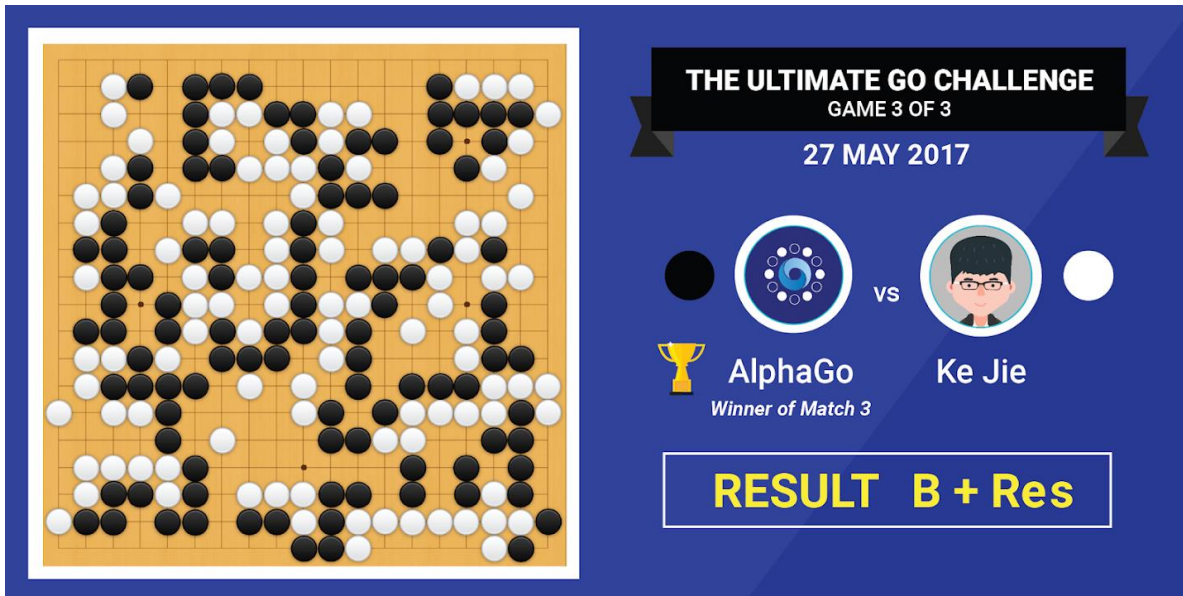 THE ULTIMATE GO CHALLENGE
GAME 3 OF 3
27 MAY 2017
vs
AlphaGo
Ke Jie
Winner of Match 3
RESULT B + Res